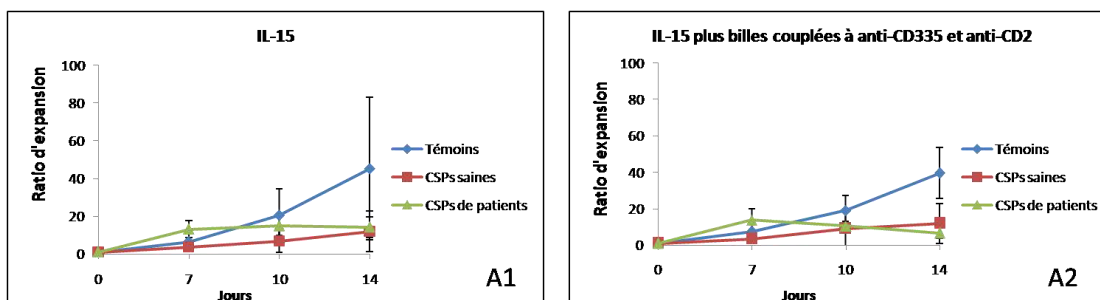 IL-15
100
80
60
40
20
0
Ratio d'expansion
0 7 10 14
Jours
Témoins
CSPs saines
CSPs de patients
A1
IL-15 plus billes couplées à anti-CD335 et anti-CD2
100
80
60
40
20
0
Ratio d'expansion
0 7 10 14
Jours
Témoins
CSPs saines
CSPs de patients
A2